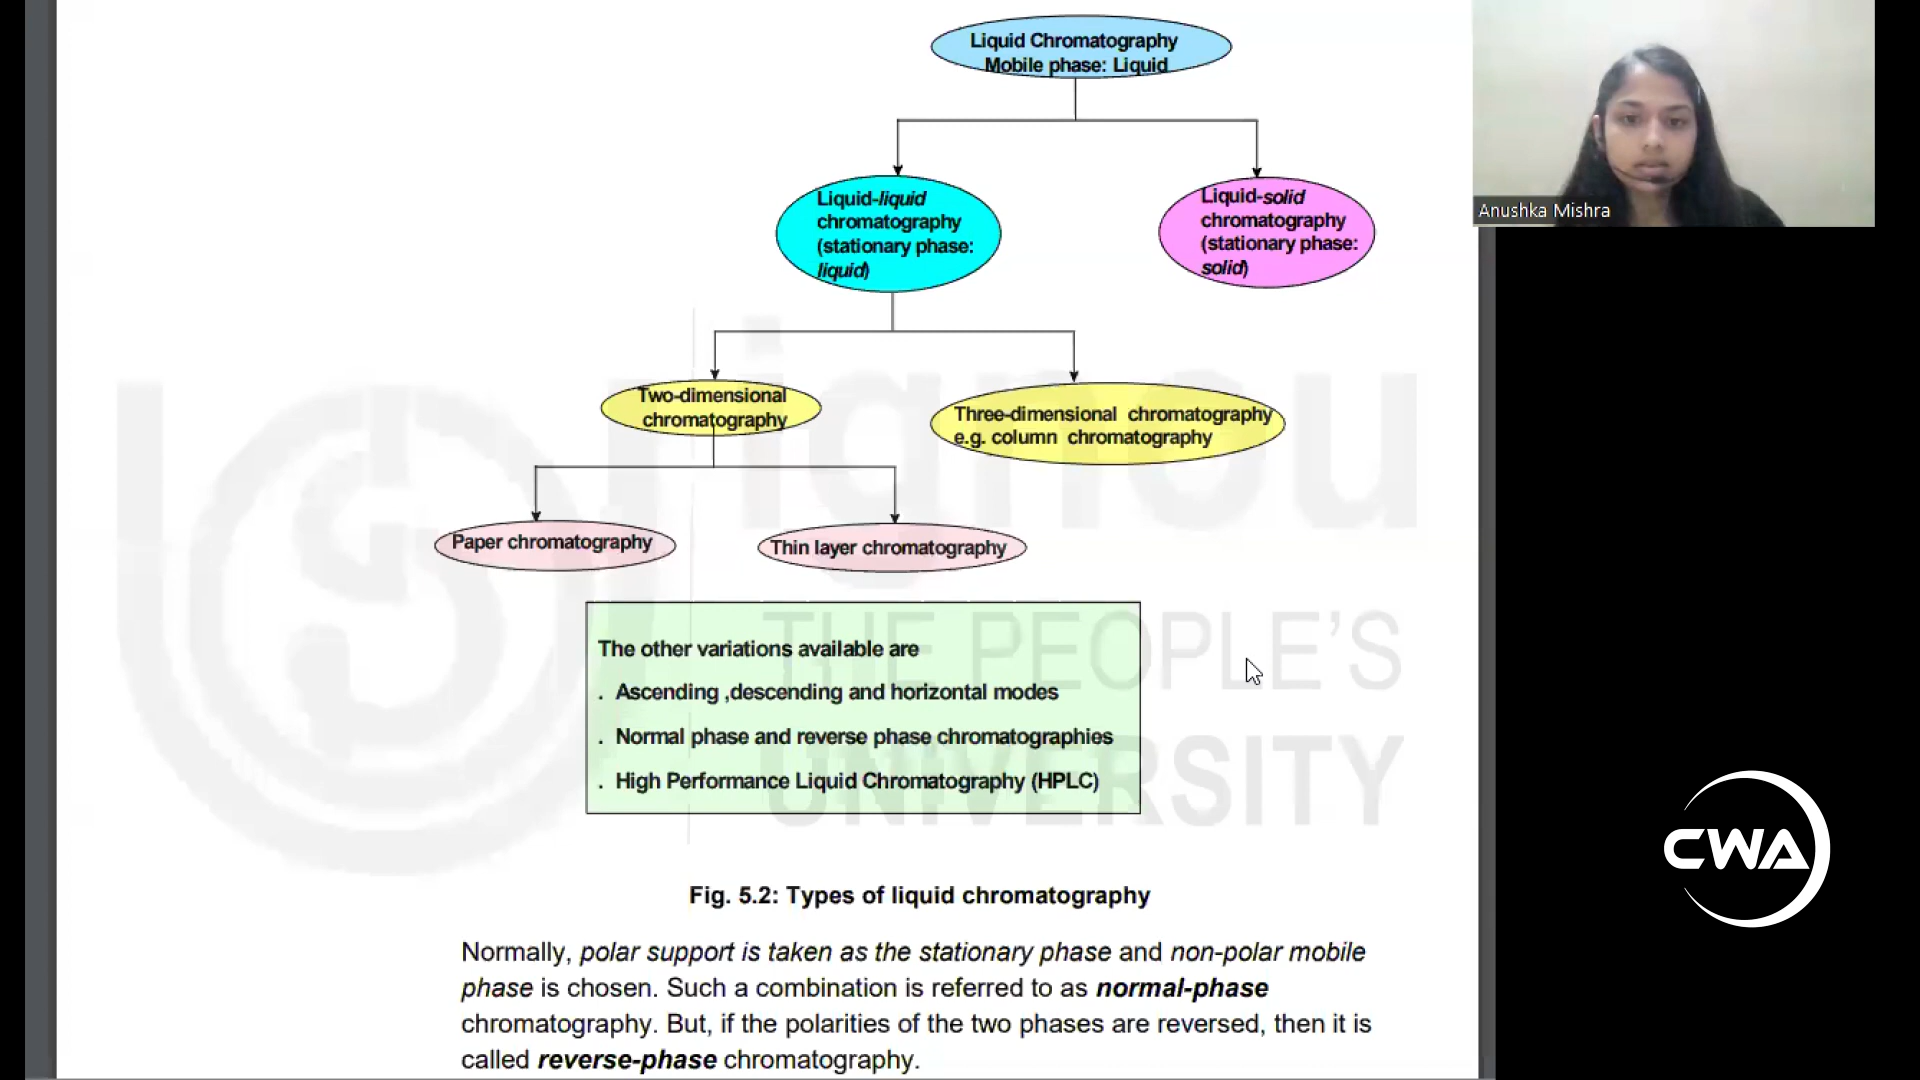 Liquid Chromatography
Mobile phase: Liquid
Liquid-liquid
chromatography
(stationary phase:
liquid)
Liquid-solid
chromatography
(stationary phase:
solid)
Anushka Mishra
Two-dimensional
chromatography
Three-dimensional chromatography
e.g. column chromatography
Paper chromatography
Thin layer chromatography
ignou
THE PEOPLE'S
UNIVERSITY
The other variations available are
. Ascending ,descending and horizontal modes
. Normal phase and reverse phase chromatographies
. High Performance Liquid Chromatography (HPLC)
CWA
Fig. 5.2: Types of liquid chromatography
Normally, polar support is taken as the stationary phase and non-polar mobile
phase is chosen. Such a combination is referred to as normal-phase
chromatography. But, if the polarities of the two phases are reversed, then it is
called reverse-phase chromatography.